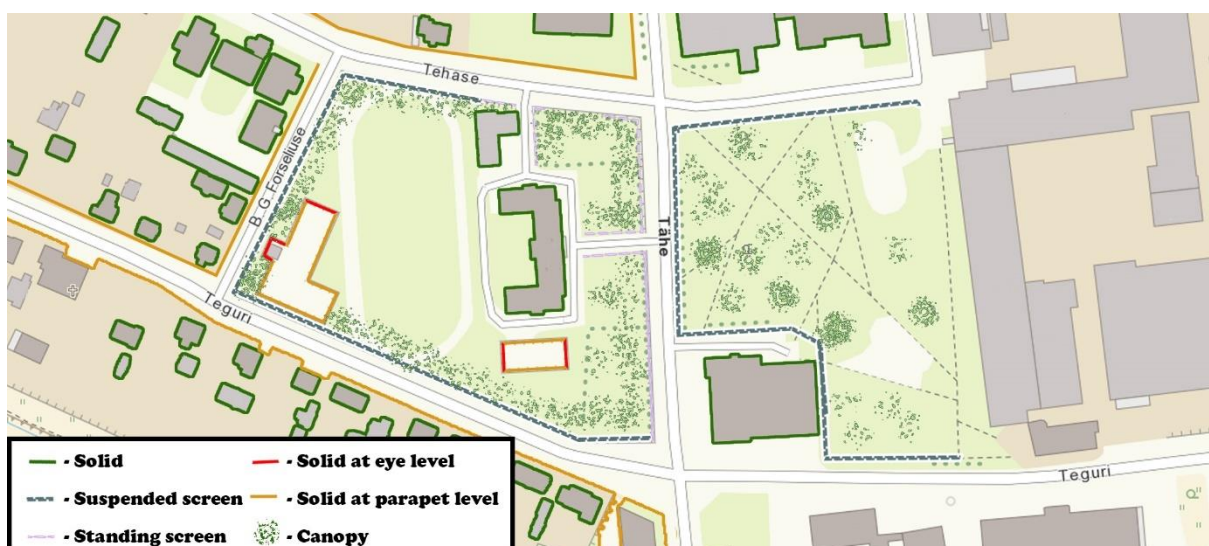 Tehase
B. G. Forseliuse
Tähe
Teguri
Teguri
- Solid
- Solid at eye level
- Suspended screen
- Solid at parapet level
- Standing screen
- Canopy